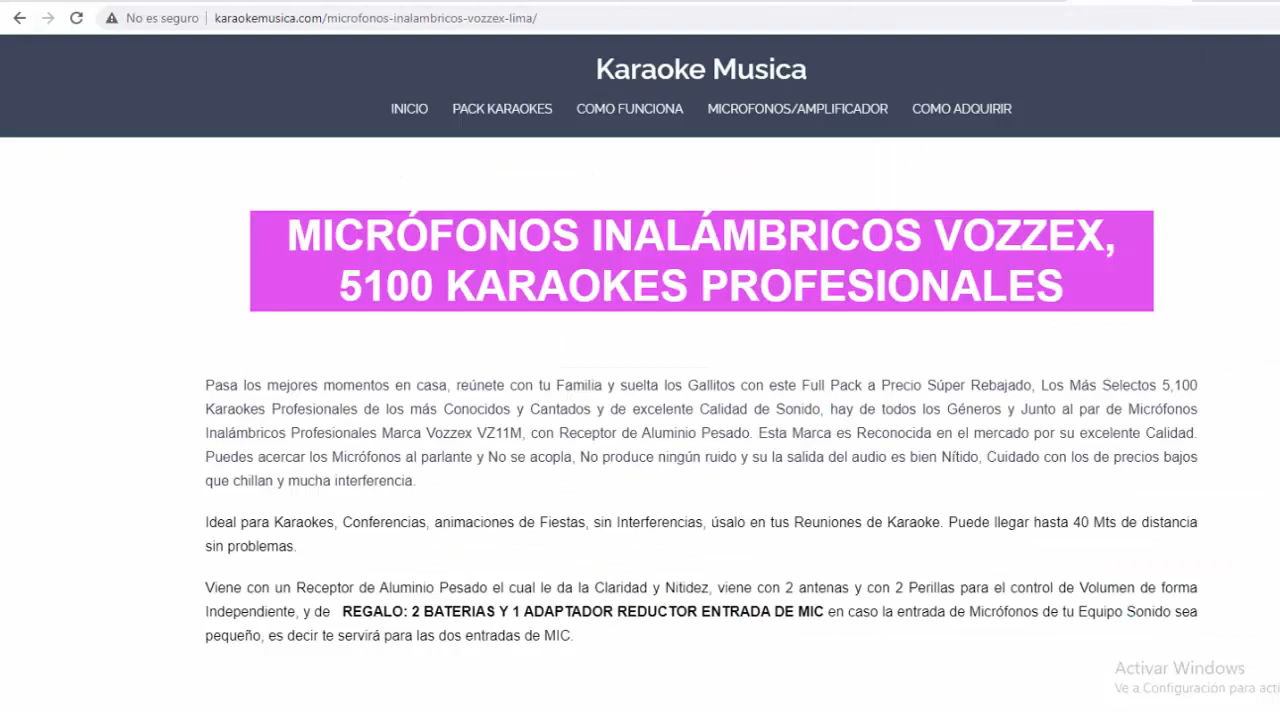 No es seguro
karaokemusica.com/microfonos-inalambricos-vozzex-lima/
Karaoke Musica
INICIO PACK KARAOKES COMO FUNCIONA MICROFONOS/AMPLIFICADOR COMO ADQUIRIR
MICRÓFONOS INALÁMBRICOS VOZZEX,
5100 KARAOKES PROFESIONALES
Pasa los mejores momentos en casa, reúnete con tu Familia y suelta los Gallitos con este Full Pack a Precio Súper Rebajado, Los Más Selectos 5,100
Karaokes Profesionales de los más Conocidos y Cantados y de excelente Calidad de Sonido, hay de todos los Géneros y Junto al par de Micrófonos
Inalámbricos Profesionales Marca Vozzex VZ11M, con Receptor de Aluminio Pesado. Esta Marca es Reconocida en el mercado por su excelente Calidad.
Puedes acercar los Micrófonos al parlante y No se acopla, No produce ningún ruido y su la salida del audio es bien Nítido, Cuidado con los de precios bajos
que chillan y mucha interferencia.
Ideal para Karaokes, Conferencias, animaciones de Fiestas, sin Interferencias, úsalo en tus Reuniones de Karaoke. Puede llegar hasta 40 Mts de distancia
sin problemas.
Viene con un Receptor de Aluminio Pesado el cual le da la Claridad y Nitidez, viene con 2 antenas y con 2 Perillas para el control de Volumen de forma
Independiente, y de REGALO: 2 BATERIAS Y 1 ADAPTADOR REDUCTOR ENTRADA DE MIC en caso la entrada de Micrófonos de tu Equipo Sonido sea
pequeño, es decir te servirá para las dos entradas de MIC.
Activar Windows
Ve a Configuración para acti